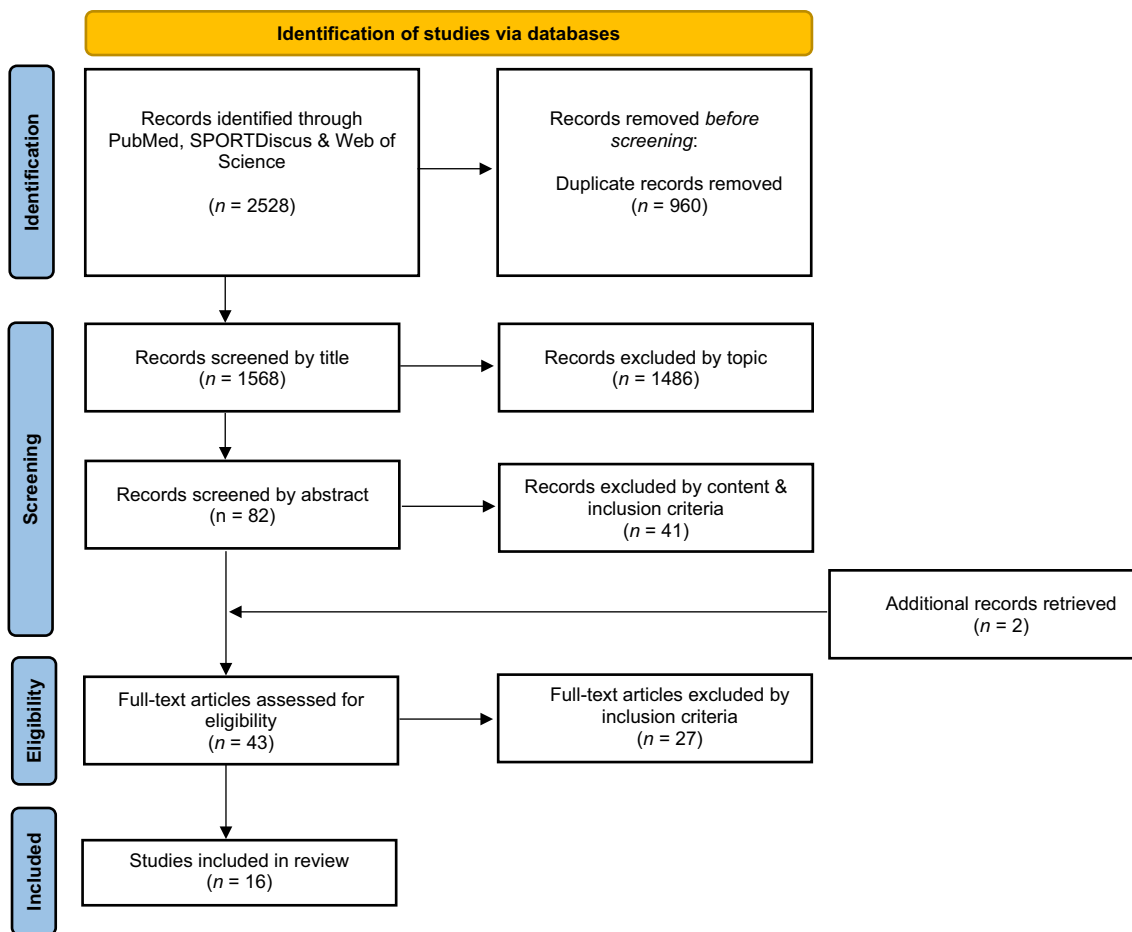 Identification of studies via databases
Identification
Records identified through
PubMed, SPORTDiscus & Web of
Science
(n = 2528)
Records removed before
screening:
Duplicate records removed
(n = 960)
Screening
Records screened by title
(n = 1568)
Records excluded by topic
(n = 1486)
Records screened by abstract
(n = 82)
Records excluded by content &
inclusion criteria
(n = 41)
Additional records retrieved
(n = 2)
Eligibility
Full-text articles assessed for
eligibility
(n = 43)
Full-text articles excluded by
inclusion criteria
(n = 27)
Included
Studies included in review
(n = 16)